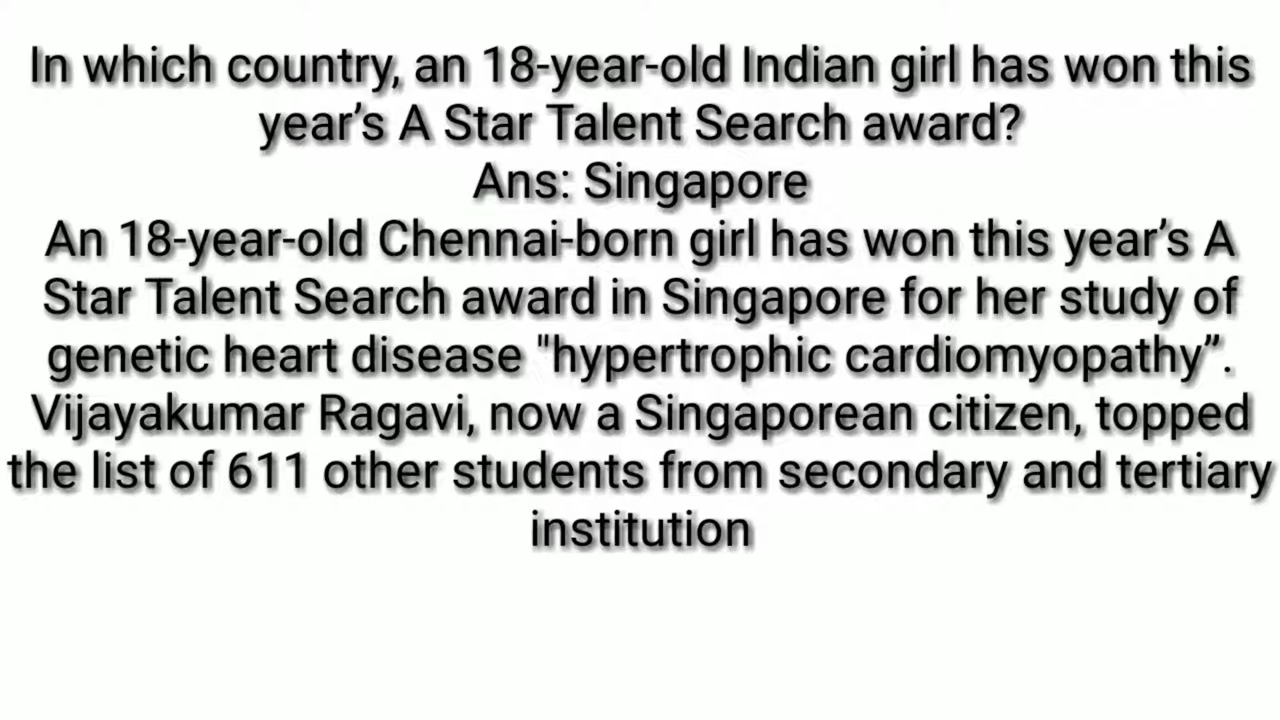 In which country, an 18-year-old Indian girl has won this
year’s A Star Talent Search award?
Ans: Singapore
An 18-year-old Chennai-born girl has won this year’s A
Star Talent Search award in Singapore for her study of
genetic heart disease "hypertrophic cardiomyopathy”.
Vijayakumar Ragavi, now a Singaporean citizen, topped
the list of 611 other students from secondary and tertiary
institution